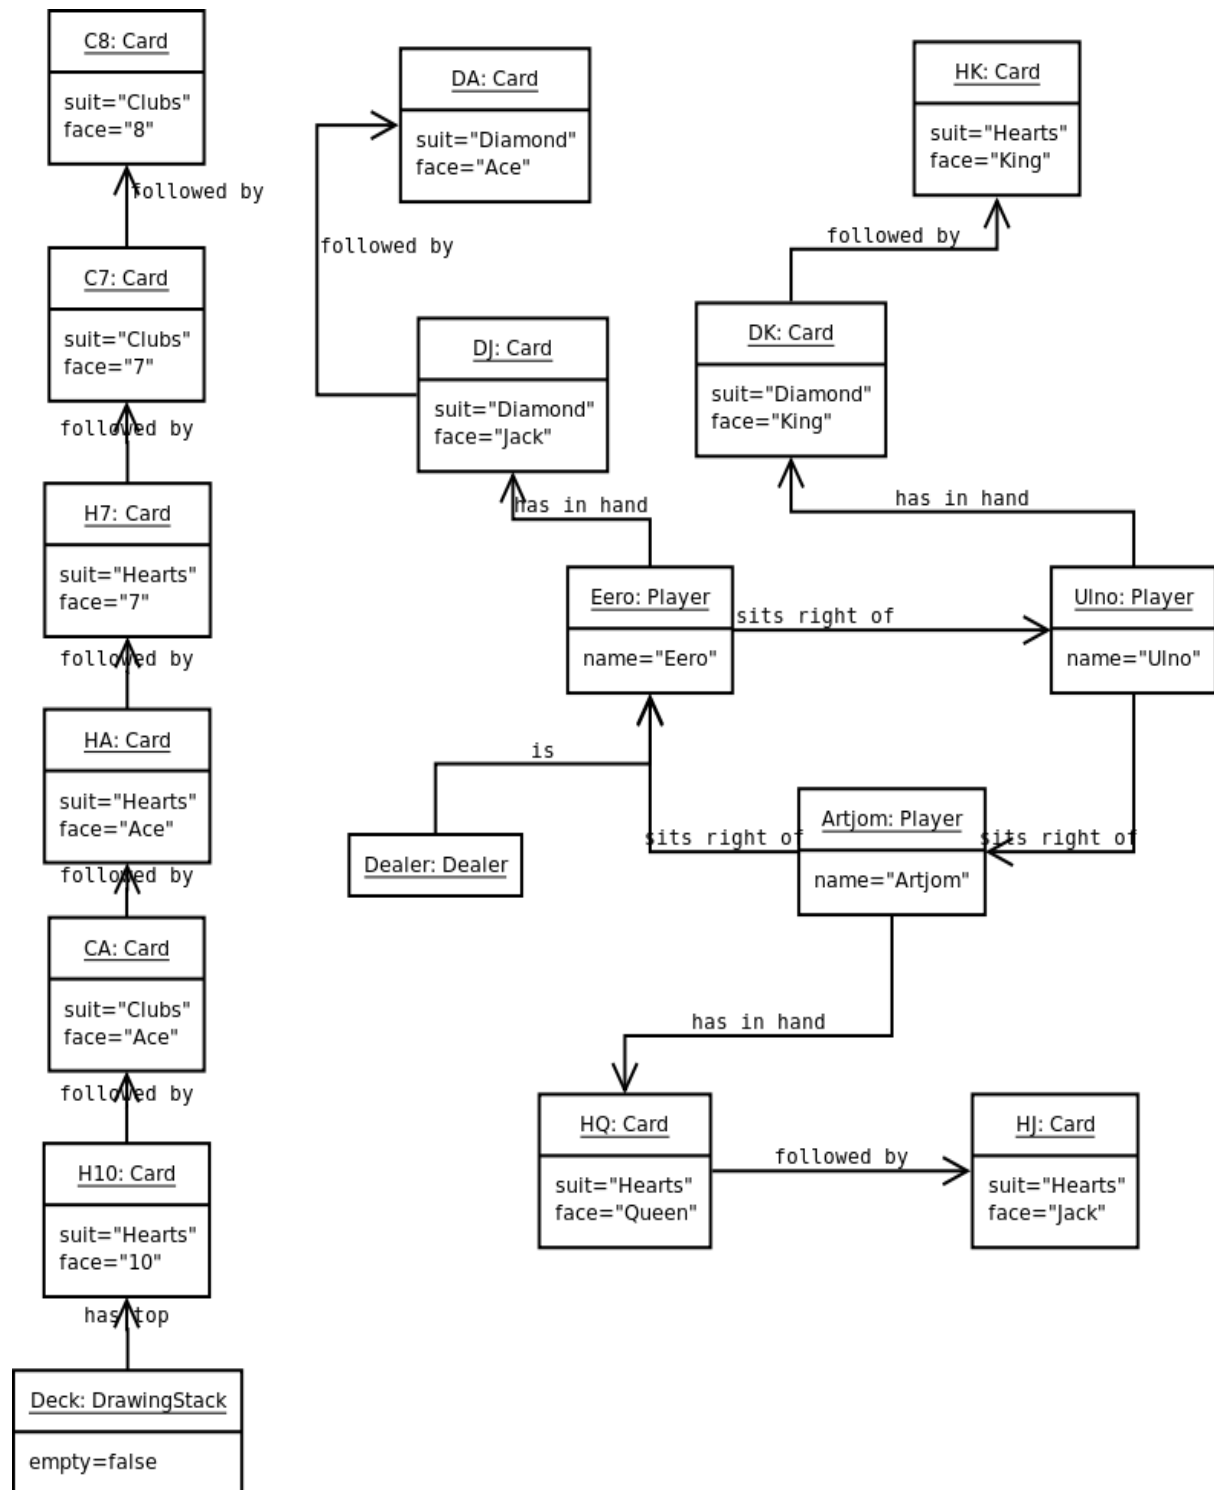 C8: Card
suit="Clubs"
face="8"
followed by
C7: Card
suit="Clubs"
face="7"
followed by
H7: Card
suit="Hearts"
face="7"
followed by
HA: Card
suit="Hearts"
face="Ace"
followed by
CA: Card
suit="Clubs"
face="Ace"
followed by
H10: Card
suit="Hearts"
face="10"
has top
Deck: DrawingStack
empty=false
DA: Card
suit="Diamond"
face="Ace"
followed by
DJ: Card
suit="Diamond"
face="Jack"
has in hand
HK: Card
suit="Hearts"
face="King"
followed by
DK: Card
suit="Diamond"
face="King"
has in hand
Eero: Player
name="Eero"
sits right of
Ulno: Player
name="Ulno"
is
Dealer: Dealer
sits right of
Artjom: Player
name="Artjom"
sits right of
has in hand
HQ: Card
suit="Hearts"
face="Queen"
followed by
HJ: Card
suit="Hearts"
face="Jack"